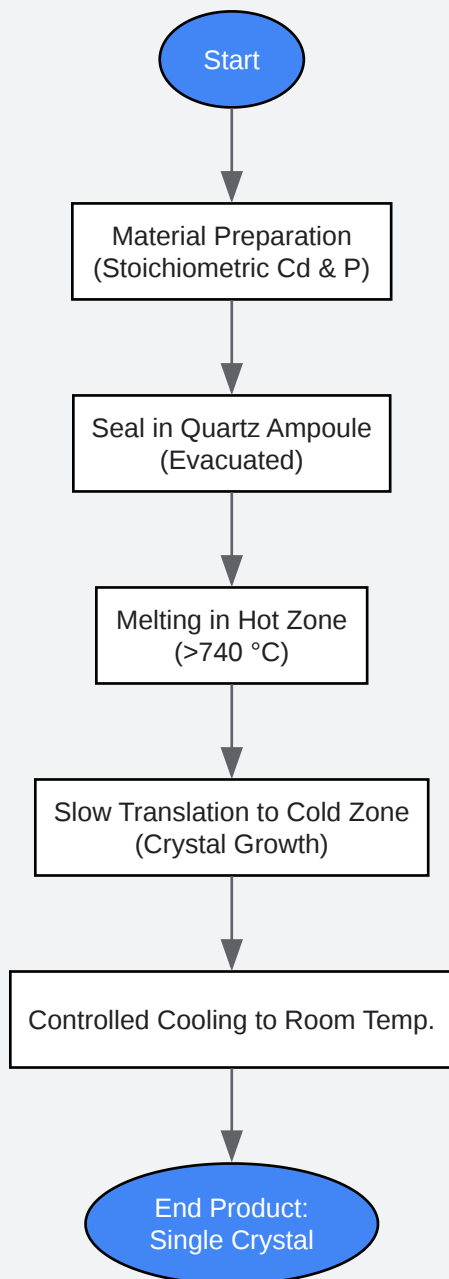 Start
Material Preparation
(Stoichiometric Cd & P)
Seal in Quartz Ampoule
(Evacuated)
Melting in Hot Zone
(>740 °C)
Slow Translation to Cold Zone
(Crystal Growth)
Controlled Cooling to Room Temp.
End Product:
Single Crystal